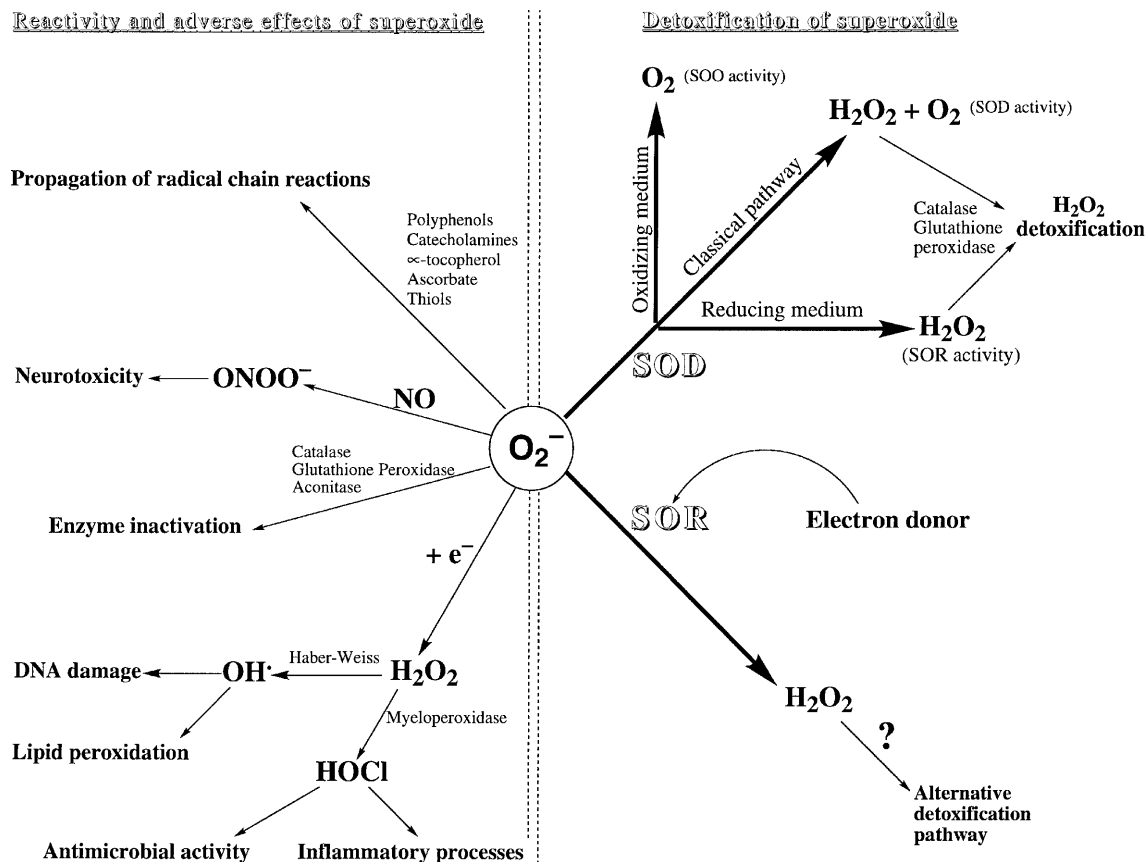 Reactivity and adverse effects of superoxide
Propagation of radical chain reactions
Polyphenols
Catecholamines
∝-tocopherol
Ascorbate
Thiols
Neurotoxicity
ONOO⁻
NO
Catalase
Glutathione Peroxidase
Aconitase
Enzyme inactivation
+ e⁻
DNA damage
OH·
Haber-Weiss
H₂O₂
Lipid peroxidation
Myeloperoxidase
HOCl
Antimicrobial activity
Inflammatory processes
O₂⁻
Detoxification of superoxide
O₂ (SOO activity)
H₂O₂ + O₂ (SOD activity)
Oxidizing medium
Classical pathway
Catalase
Glutathione
peroxidase
H₂O₂
detoxification
Reducing medium
H₂O₂
(SOR activity)
SOD
SOR
Electron donor
H₂O₂
?
Alternative
detoxification
pathway